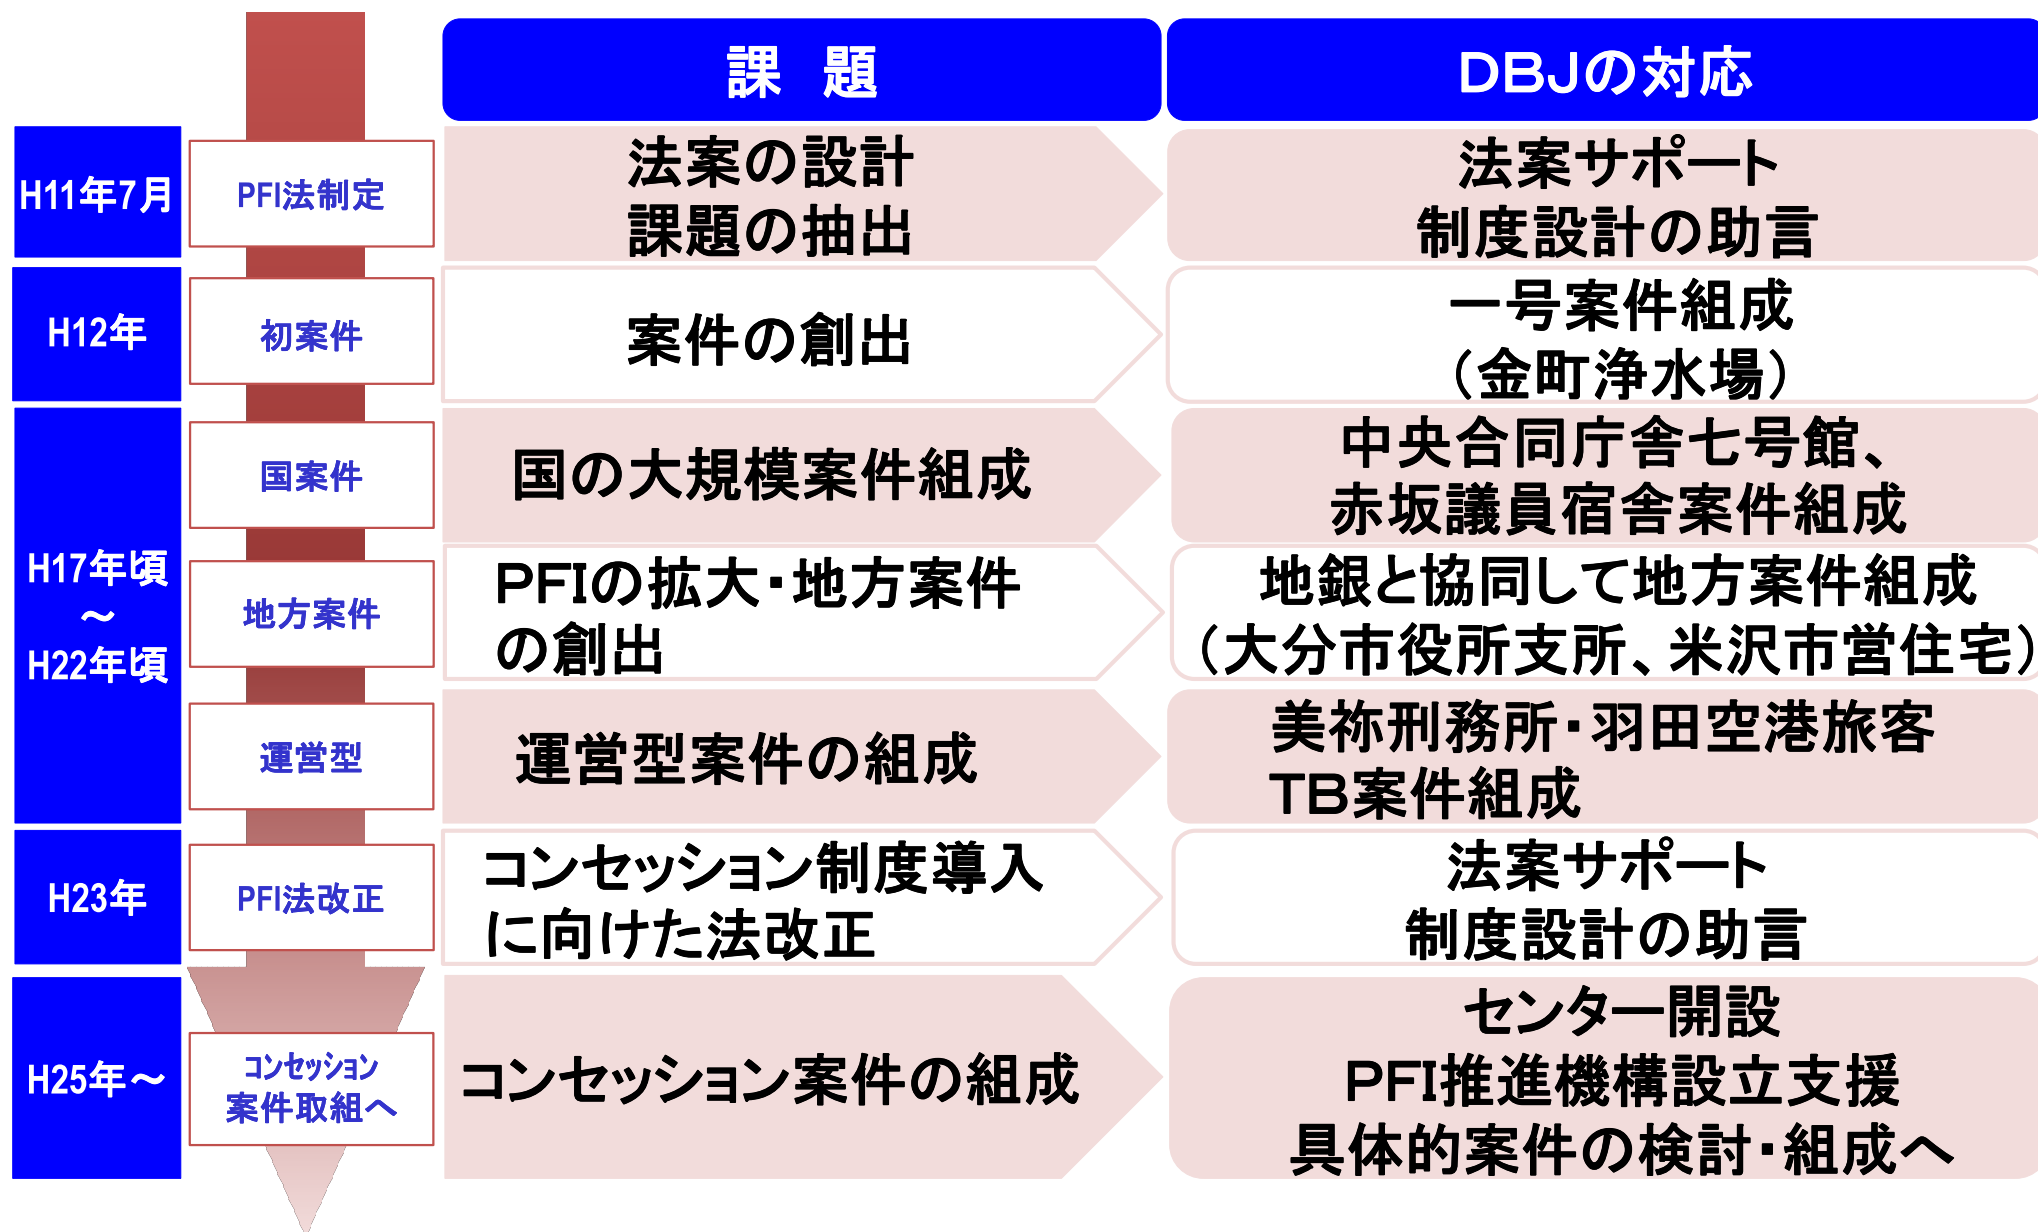 課 題
DBJの対応
H11年7月
PFI法制定
法案の設計
課題の抽出
法案サポート
制度設計の助言
H12年
初案件
案件の創出
一号案件組成
（金町浄水場）
H17年頃
～
H22年頃
国案件
国の大規模案件組成
中央合同庁舎七号館、
赤坂議員宿舎案件組成
地方案件
PFIの拡大・地方案件
の創出
地銀と協同して地方案件組成
（大分市役所支所、米沢市営住宅）
運営型
運営型案件の組成
美祢刑務所・羽田空港旅客
TB案件組成
H23年
PFI法改正
コンセッション制度導入
に向けた法改正
法案サポート
制度設計の助言
H25年～
コンセッション
案件取組へ
コンセッション案件の組成
センター開設
PFI推進機構設立支援
具体的案件の検討・組成へ